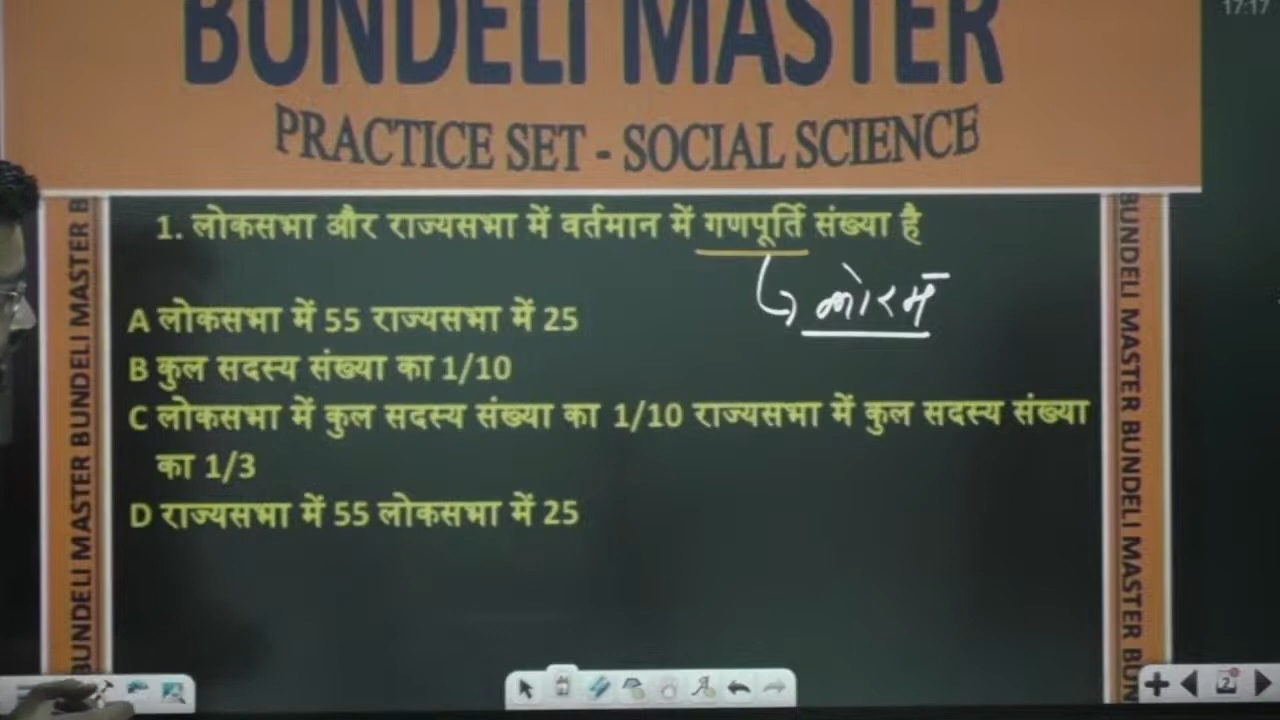 17:17
BUNDELI MASTER
PRACTICE SET - SOCIAL SCIENCE
1. लोकसभा और राज्यसभा में वर्तमान में गणपूर्ति संख्या है
कोरम
A लोकसभा में 55 राज्यसभा में 25
B कुल सदस्य संख्या का 1/10
C लोकसभा में कुल सदस्य संख्या का 1/10 राज्यसभा में कुल सदस्य संख्या
का 1/3
D राज्यसभा में 55 लोकसभा में 25
BUNDELI MASTER BUNDELI MASTER B
BUNDELI MASTER BUNDELI MASTER BUN
2